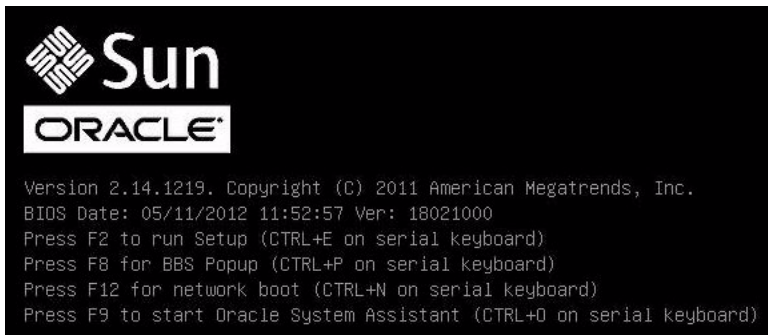 Sun
ORACLE
Version 2.14.1219. Copyright (C) 2011 American Megatrends, Inc.
BIOS Date: 05/11/2012 11:52:57 Ver: 18021000
Press F2 to run Setup (CTRL+E on serial keyboard)
Press F8 for BBS Popup (CTRL+P on serial keyboard)
Press F12 for network boot (CTRL+N on serial keyboard)
Press F9 to start Oracle System Assistant (CTRL+O on serial keyboard)